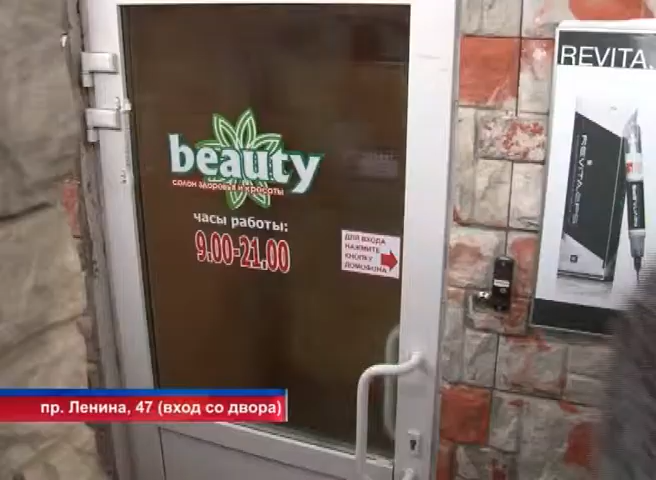 REVITA
beauty
салон здоровья и красоты
часы работы:
9.00-21.00
ДЛЯ ВХОДА
НАЖМИТЕ
КНОПКУ
ДОМОФОНА
REVITA
пр. Ленина, 47 (вход со двора)